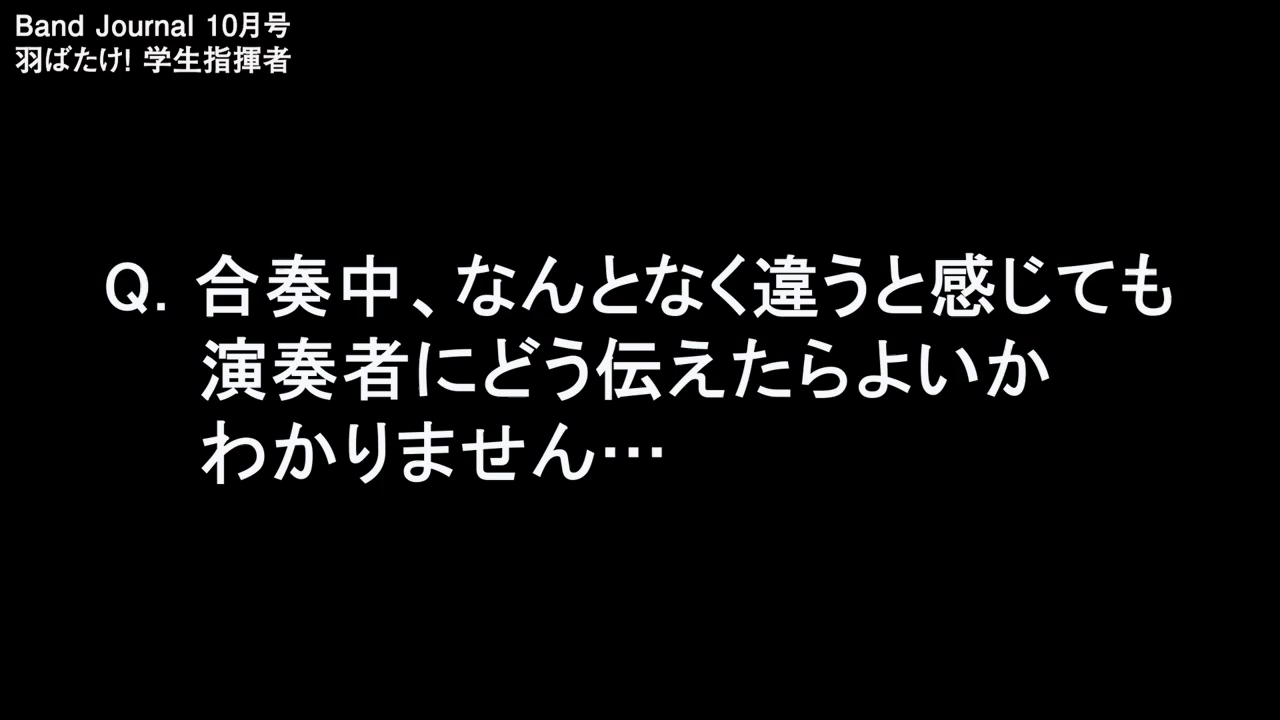 Band Journal 10月号
羽ばたけ! 学生指揮者
Q. 合奏中、なんとなく違うと感じても
演奏者にどう伝えたらよいか
わかりません…